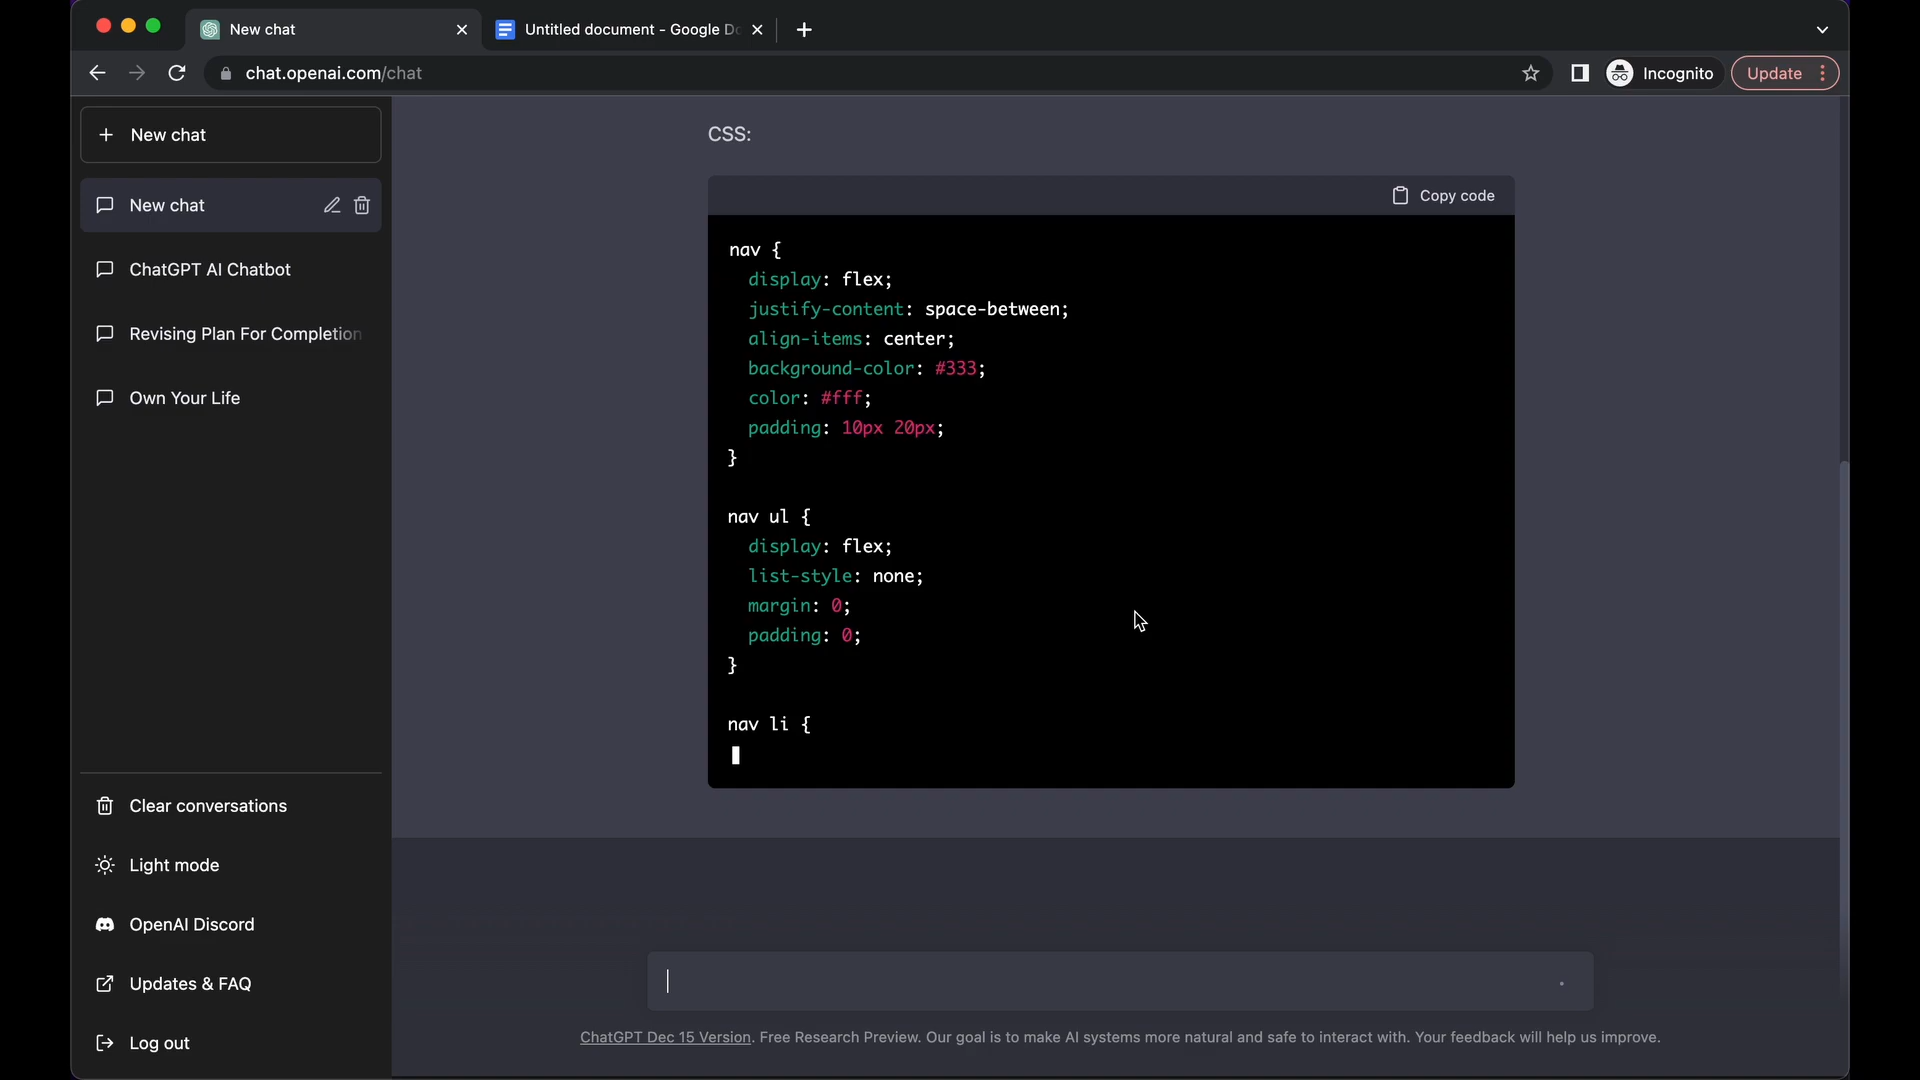 New chat
Untitled document - Google Do
chat.openai.com/chat
Incognito
Update
New chat
New chat
ChatGPT AI Chatbot
Revising Plan For Completion
Own Your Life
Clear conversations
Light mode
OpenAI Discord
Updates & FAQ
Log out
CSS:
Copy code
nav {
  display: flex;
  justify-content: space-between;
  align-items: center;
  background-color: #333;
  color: #fff;
  padding: 10px 20px;
}
nav ul {
  display: flex;
  list-style: none;
  margin: 0;
  padding: 0;
}
nav li {
ChatGPT Dec 15 Version. Free Research Preview. Our goal is to make AI systems more natural and safe to interact with. Your feedback will help us improve.